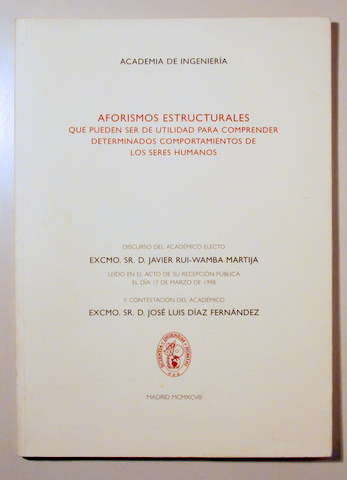 ACADEMIA DE INGENIERÍA
AFORISMOS ESTRUCTURALES
QUE PUEDEN SER DE UTILIDAD PARA COMPRENDER
DETERMINADOS COMPORTAMIENTOS DE
LOS SERES HUMANOS
DISCURSO DEL ACADÉMICO ELECTO
EXCMO. SR. D. JAVIER RUI-WAMBA MARTIJA
LEÍDO EN EL ACTO DE SU RECEPCIÓN PÚBLICA
EL DÍA 17 DE MARZO DE 1998
Y CONTESTACIÓN DEL ACADÉMICO
EXCMO. SR. D. JOSÉ LUIS DÍAZ FERNÁNDEZ
MADRID MCMXCVIII